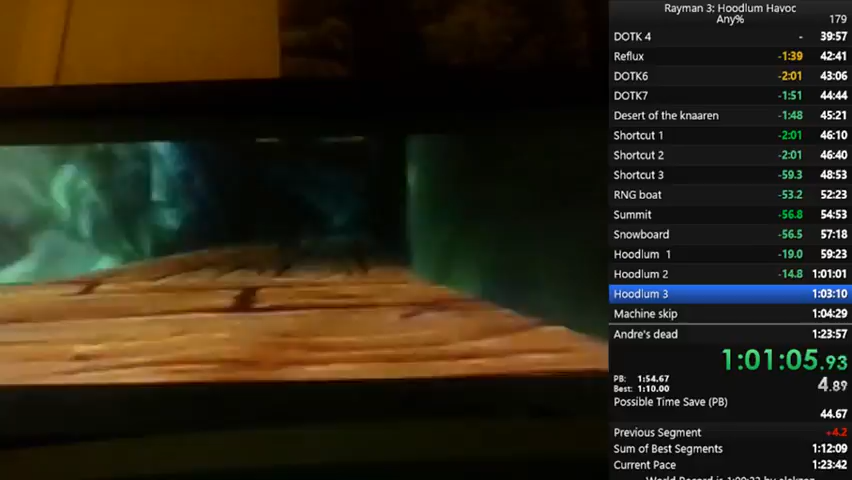 Rayman 3: Hoodlum Havoc
Any% 179
DOTK 4 - 39:57
Reflux -1:39 42:41
DOTK6 -2:01 43:06
DOTK7 -1:51 44:44
Desert of the knaaren -1:48 45:21
Shortcut 1 -2:01 46:10
Shortcut 2 -2:01 46:40
Shortcut 3 -59.3 48:53
RNG boat -53.2 52:23
Summit -56.8 54:53
Snowboard -56.5 57:18
Hoodlum 1 -19.0 59:23
Hoodlum 2 -14.8 1:01:01
Hoodlum 3 1:03:10
Machine skip 1:04:29
Andre's dead 1:23:57
1:01:05.93
PB: 1:54.67 4.89
Best: 1:10.00
Possible Time Save (PB)
44.67
Previous Segment +4.2
Sum of Best Segments 1:12:09
Current Pace 1:23:42
World Record is